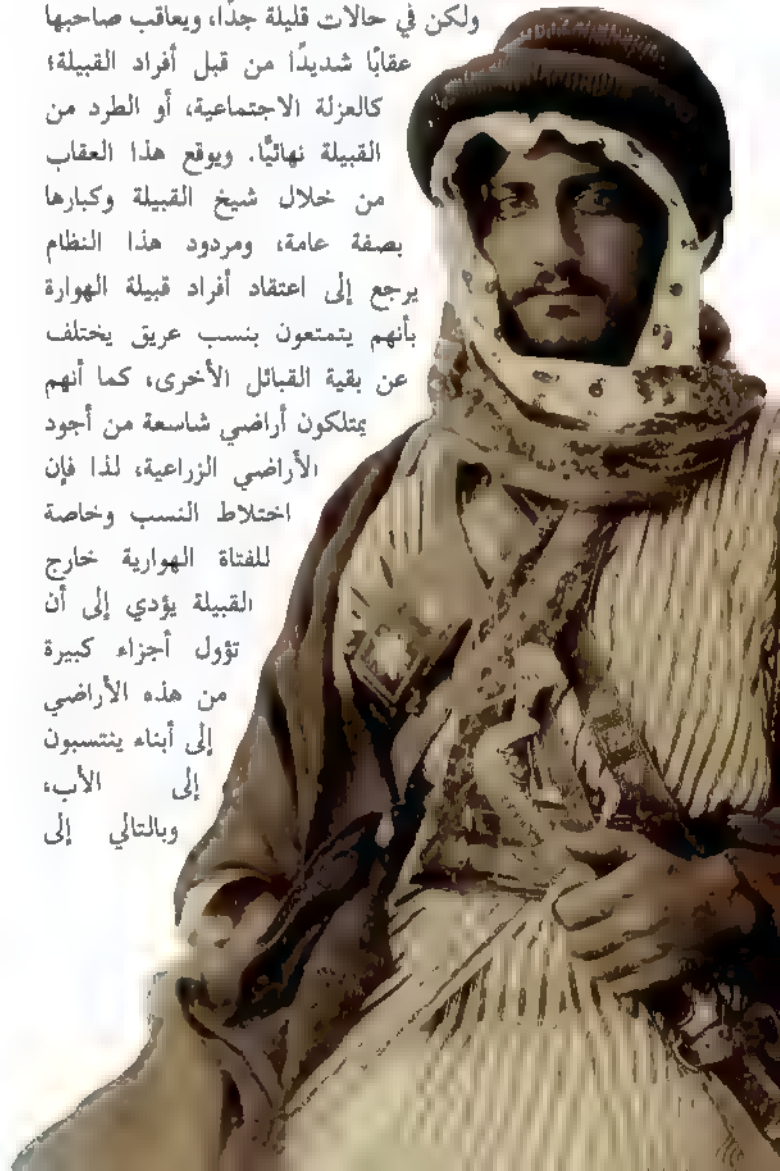 ولكن في حالات قليلة جدًا، ويعاقب صاحبها
عقابًا شديدًا من قبل أفراد القبيلة؛
كالعزلة الاجتماعية، أو الطرد من
القبيلة نهائيًّا. ويوقع هذا العقاب
من خلال شيخ القبيلة وكبارها
بصفة عامة، ومردود هذا النظام
يرجع إلى اعتقاد أفراد قبيلة الهوارة
بأنهم يتمتعون بنسب عريق يختلف
عن بقية القبائل الأخرى، كما أنهم
يمتلكون أراضي شاسعة من أجود
الأراضي الزراعية، لذا فإن
اختلاط النسب وخاصة
للفتاة الهوارية خارج
القبيلة يؤدي إلى أن
تؤول أجزاء كبيرة
من هذه الأراضي
إلى أبناء ينتسبون
إلى الأب،
وبالتالي إلى